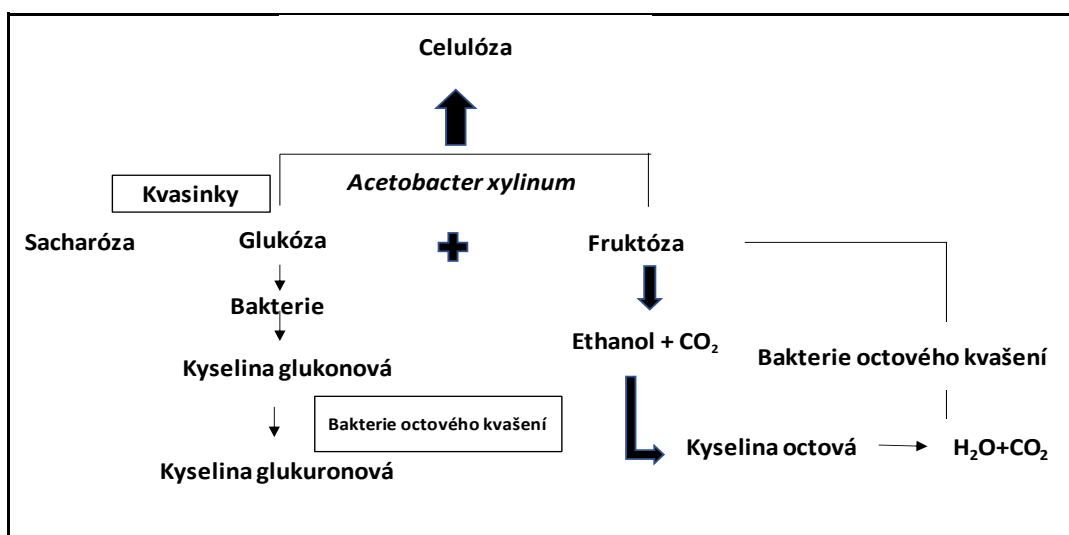 Celulóza
Kvasinky
Acetobacter xylinum
Sacharóza
Glukóza
Fruktóza
Bakterie
Ethanol + CO₂
Bakterie octového kvašení
Kyselina glukonová
Bakterie octového kvašení
Kyselina octová
H₂O+CO₂
Kyselina glukuronová